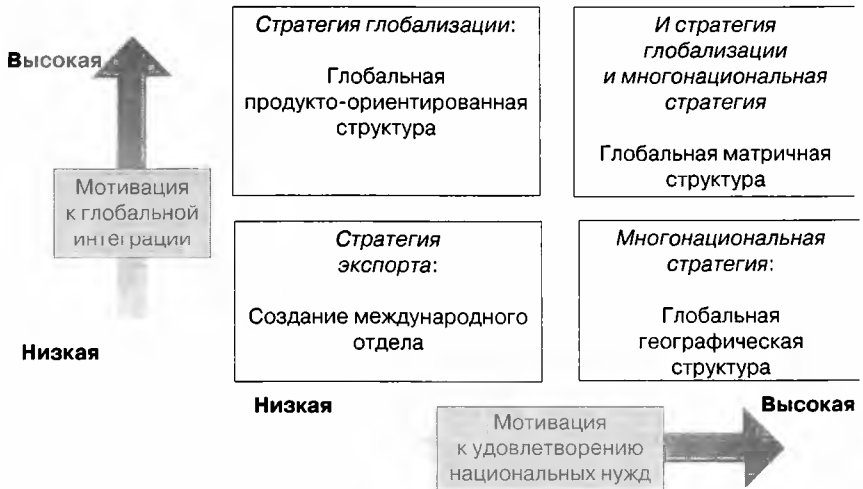 Высокая
Мотивация
к глобальной
интеграции
Низкая
Стратегия глобализации:
Глобальная
продукто-ориентированная
структура
И стратегия
глобализации
и многонациональная
стратегия
Глобальная матричная
структура
Стратегия
экспорта:
Создание международного
отдела
Многонациональная
стратегия:
Глобальная
географическая
структура
Низкая
Высокая
Мотивация
к удовлетворению
национальных нужд